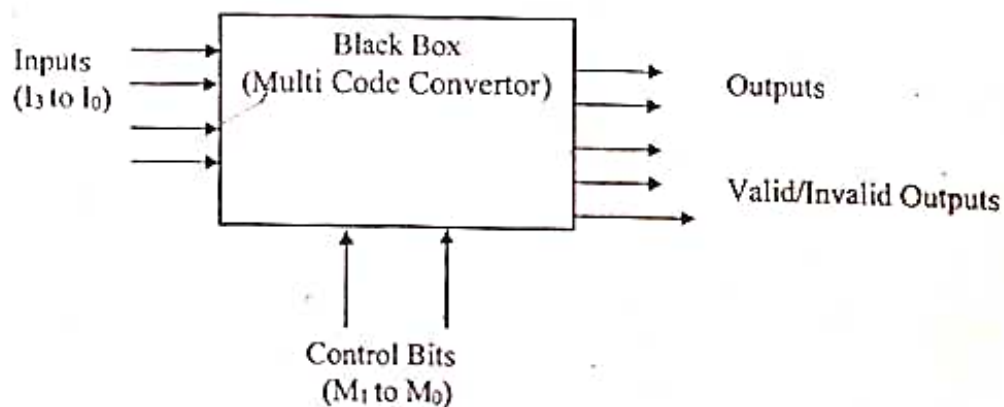 Black Box
(Multi Code Convertor)
Inputs
(I₃ to I₀)
Outputs
Valid/Invalid Outputs
Control Bits
(M₁ to M₀)